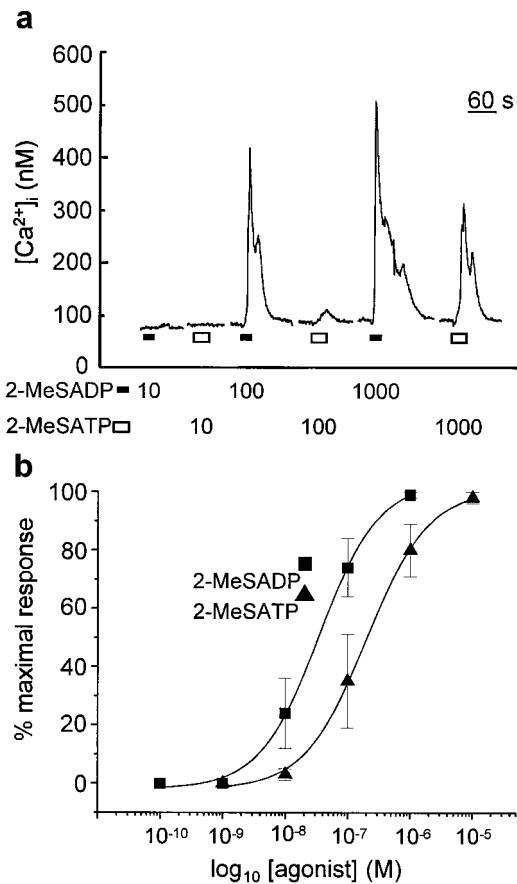 a
600
500
400
300
200
100
0
[Ca²⁺]ᵢ (nM)
60 s
2-MeSADP 10 100 1000
2-MeSATP 10 100 1000
b
100
80
60
40
20
0
% maximal response
2-MeSADP
2-MeSATP
10⁻¹⁰ 10⁻⁹ 10⁻⁸ 10⁻⁷ 10⁻⁶ 10⁻⁵
log₁₀ [agonist] (M)